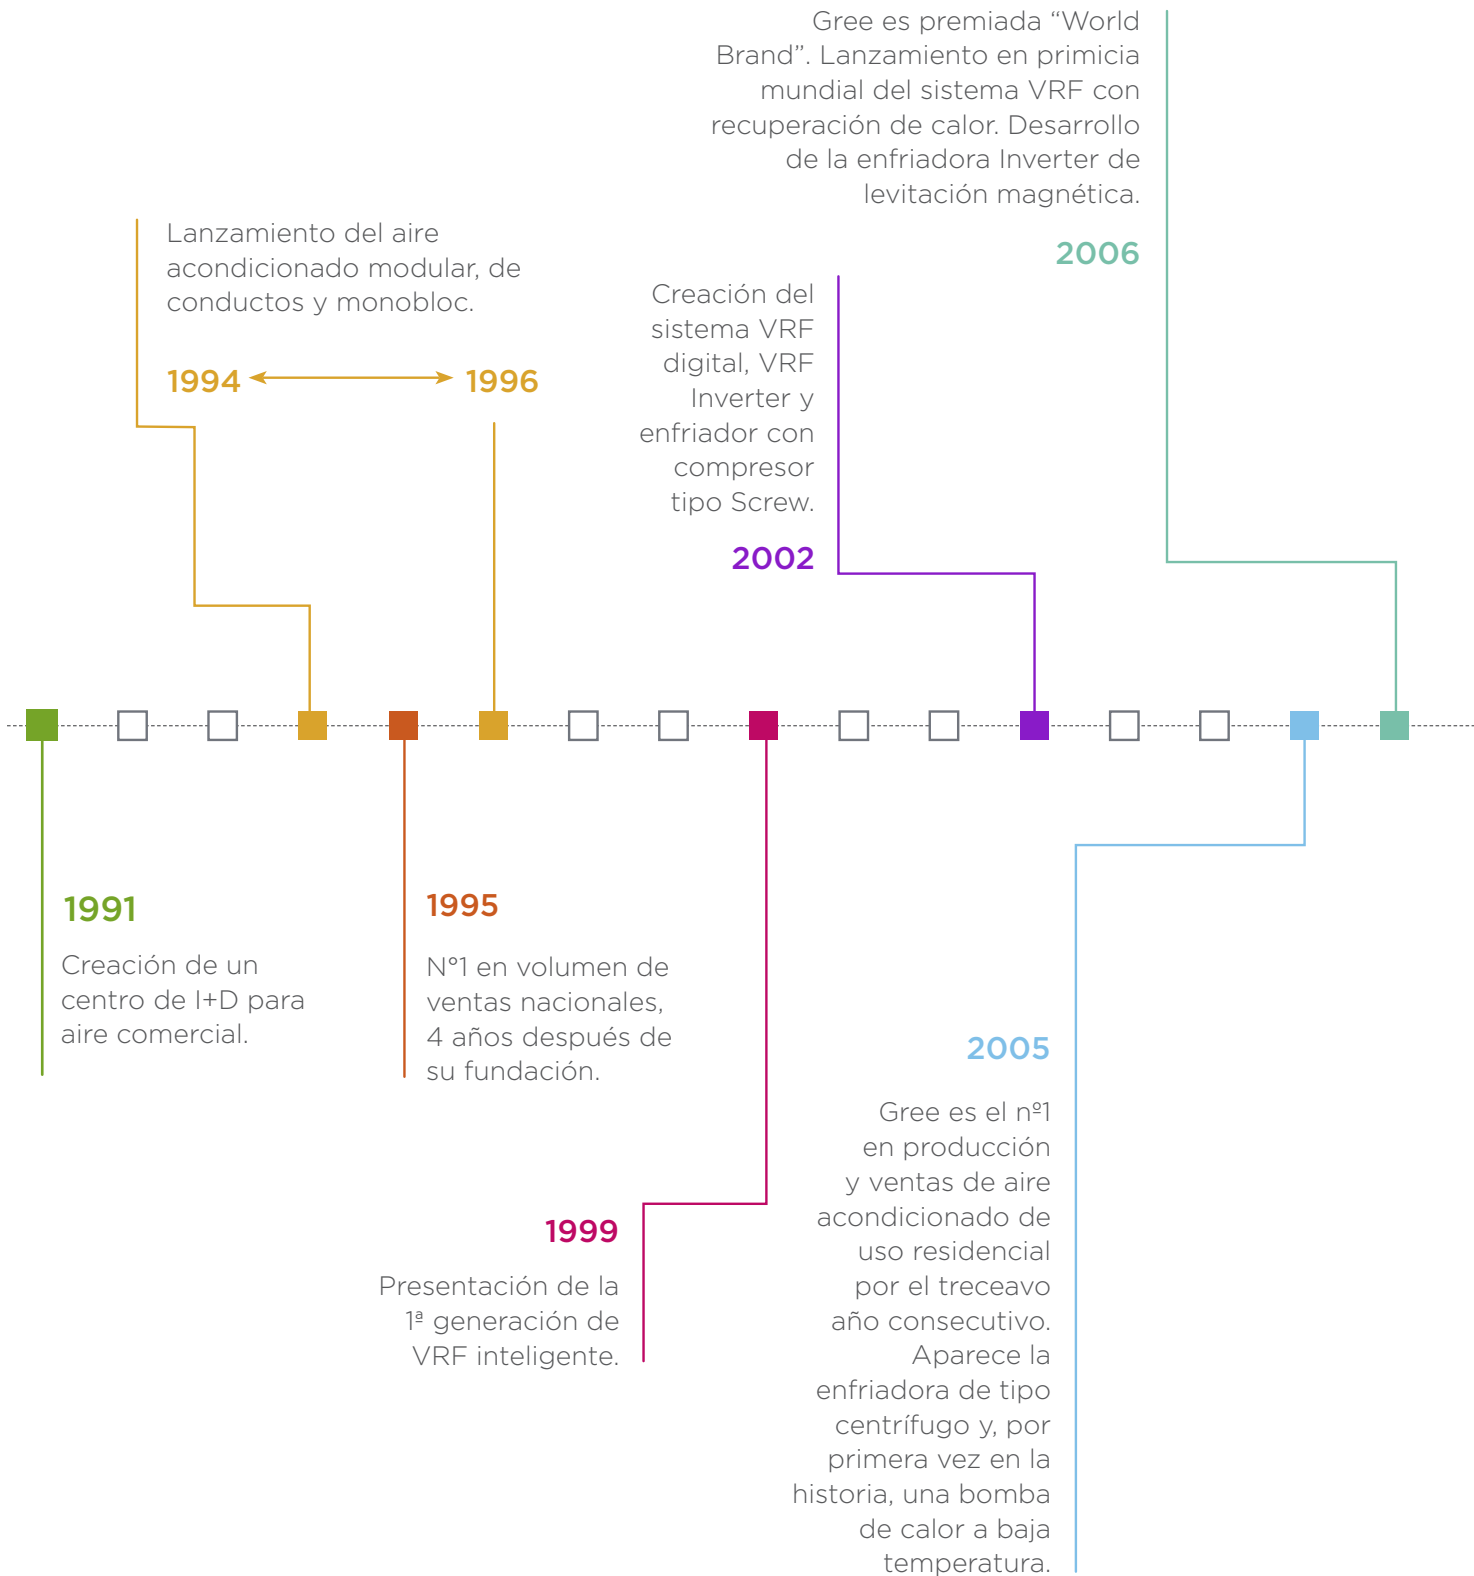 Gree es premiada “World
Brand”. Lanzamiento en primicia
mundial del sistema VRF con
recuperación de calor. Desarrollo
de la enfriadora Inverter de
levitación magnética.
2006
Lanzamiento del aire
acondicionado modular, de
conductos y monobloc.
1994
1996
Creación del
sistema VRF
digital, VRF
Inverter y
enfriador con
compresor
tipo Screw.
2002
1991
Creación de un
centro de I+D para
aire comercial.
1995
N°1 en volumen de
ventas nacionales,
4 años después de
su fundación.
1999
Presentación de la
1ª generación de
VRF inteligente.
2005
Gree es el nº1
en producción
y ventas de aire
acondicionado de
uso residencial
por el treceavo
año consecutivo.
Aparece la
enfriadora de tipo
centrífugo y, por
primera vez en la
historia, una bomba
de calor a baja
temperatura.